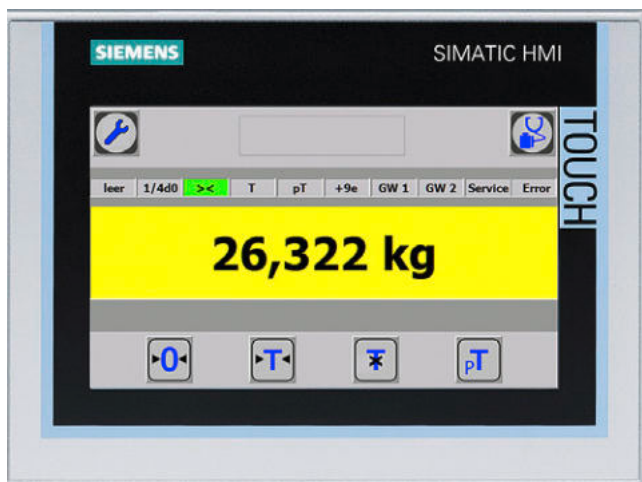 SIEMENS
SIMATIC HMI
TOUCH
leer 1/4d0 >< T pT +9e GW 1 GW 2 Service Error
26,322 kg
0 T T pT